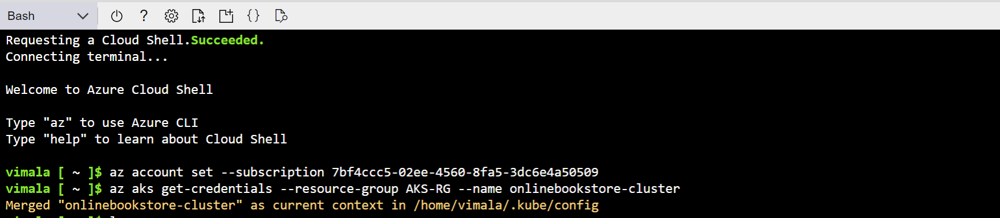 Bash
Requesting a Cloud Shell.Succeeded.
Connecting terminal...
Welcome to Azure Cloud Shell
Type "az" to use Azure CLI
Type "help" to learn about Cloud Shell
vimala [ ~ ]$ az account set --subscription 7bf4ccc5-02ee-4560-8fa5-3dc6e4a50509
vimala [ ~ ]$ az aks get-credentials --resource-group AKS-RG --name onlinebookstore-cluster
Merged "onlinebookstore-cluster" as current context in /home/vimala/.kube/config